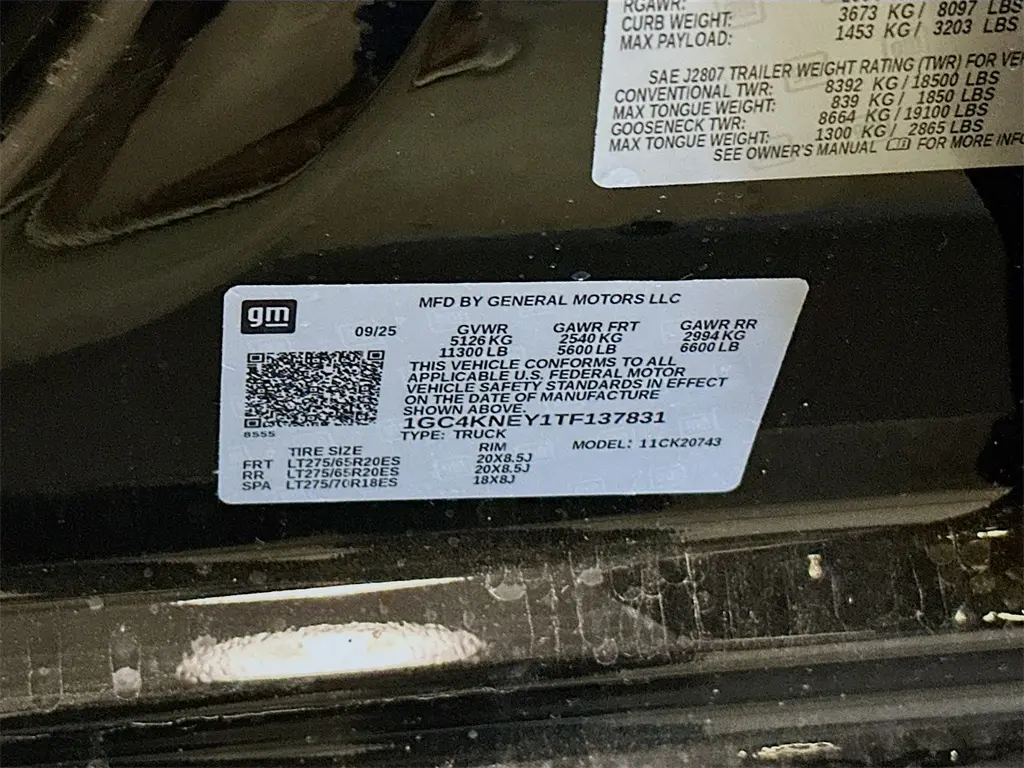 RGAWR:
CURB WEIGHT: 3673 KG / 8097 LBS
MAX PAYLOAD: 1453 KG / 3203 LBS
SAE J2807 TRAILER WEIGHT RATING (TWR) FOR VEH
CONVENTIONAL TWR: 8392 KG / 18500 LBS
MAX TONGUE WEIGHT: 839 KG / 1850 LBS
GOOSENECK TWR: 8664 KG / 19100 LBS
MAX TONGUE WEIGHT: 1300 KG / 2865 LBS
SEE OWNER'S MANUAL FOR MORE INFO
gm
MFD BY GENERAL MOTORS LLC
09/25 GVWR GAWR FRT GAWR RR
5126 KG 2540 KG 2994 KG
11300 LB 5600 LB 6600 LB
THIS VEHICLE CONFORMS TO ALL
APPLICABLE U.S. FEDERAL MOTOR
VEHICLE SAFETY STANDARDS IN EFFECT
ON THE DATE OF MANUFACTURE
SHOWN ABOVE.
1GC4KNEY1TF137831
8555
TYPE: TRUCK MODEL: 11CK20743
TIRE SIZE RIM
FRT LT275/65R20ES 20X8.5J
RR LT275/65R20ES 20X8.5J
SPA LT275/70R18ES 18X8J